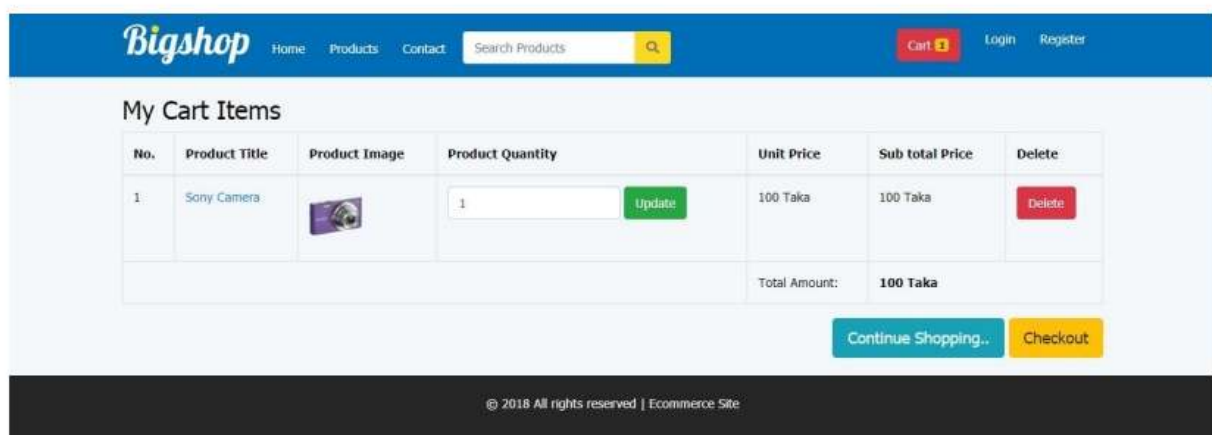 Bigshop Home Products Contact Search Products Cart 1 Login Register
My Cart Items
No. Product Title Product Image Product Quantity Unit Price Sub total Price Delete
1 Sony Camera 1 Update 100 Taka 100 Taka Delete
Total Amount: 100 Taka
Continue Shopping.. Checkout
© 2018 All rights reserved | Ecommerce Site